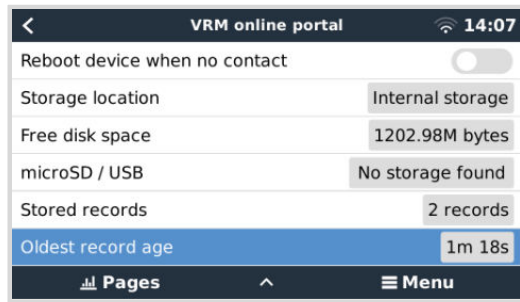 VRM online portal 14:07
Reboot device when no contact
Storage location Internal storage
Free disk space 1202.98M bytes
microSD / USB No storage found
Stored records 2 records
Oldest record age 1m 18s
Pages Menu